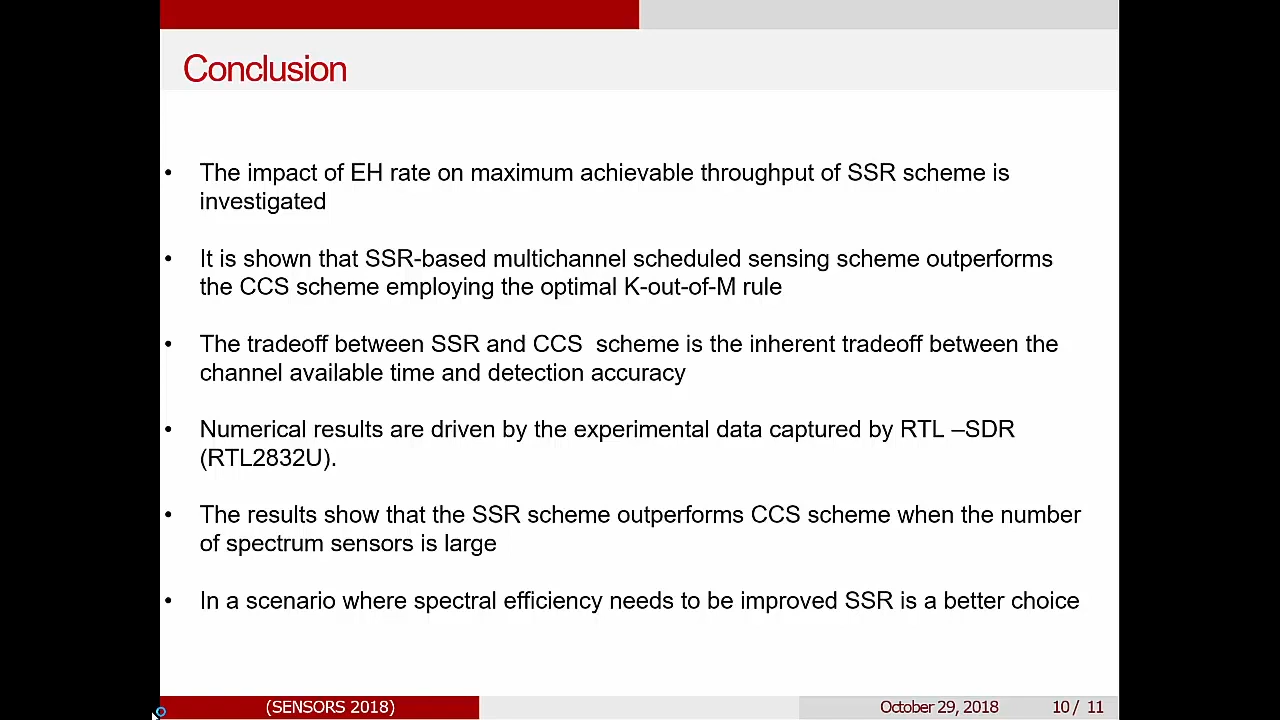 Conclusion
• The impact of EH rate on maximum achievable throughput of SSR scheme is
investigated
• It is shown that SSR-based multichannel scheduled sensing scheme outperforms
the CCS scheme employing the optimal K-out-of-M rule
• The tradeoff between SSR and CCS  scheme is the inherent tradeoff between the
channel available time and detection accuracy
• Numerical results are driven by the experimental data captured by RTL –SDR
(RTL2832U).
• The results show that the SSR scheme outperforms CCS scheme when the number
of spectrum sensors is large
• In a scenario where spectral efficiency needs to be improved SSR is a better choice
(SENSORS 2018) October 29, 2018 10 / 11